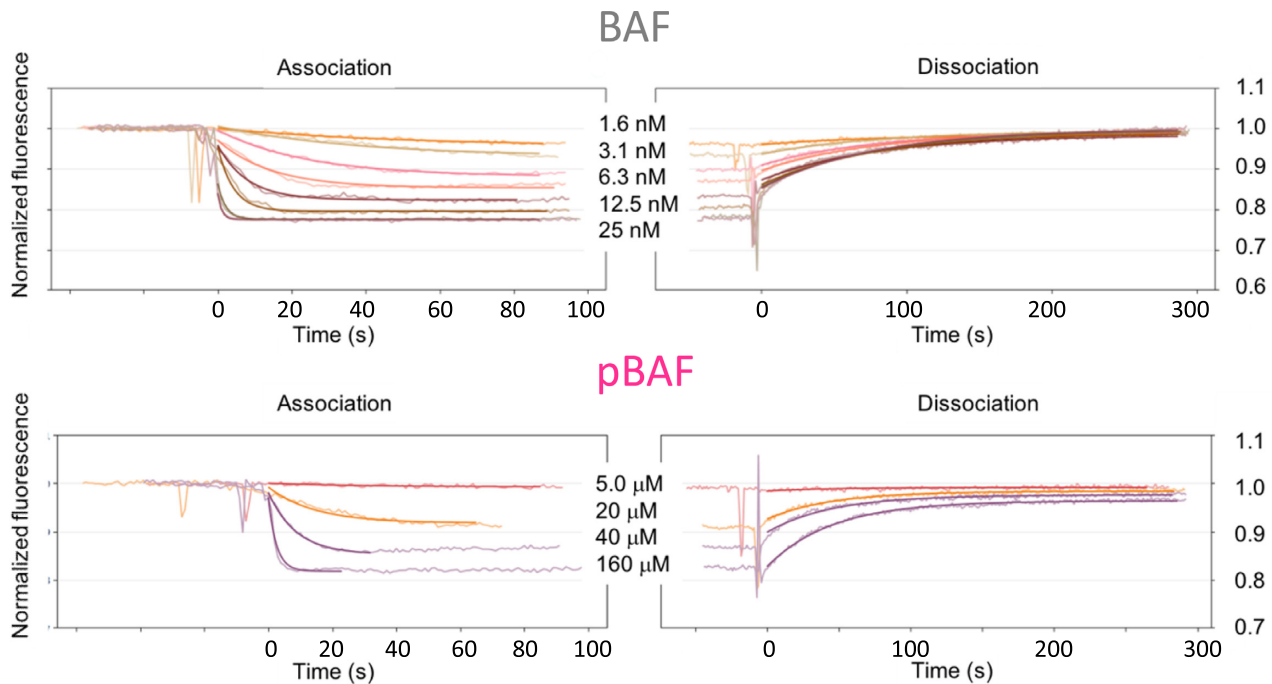 BAF
Association
Dissociation
Normalized fluorescence
1.6 nM
3.1 nM
6.3 nM
12.5 nM
25 nM
1.1
1.0
0.9
0.8
0.7
0.6
0 20 40 60 80 100
0 100 200 300
Time (s)
Time (s)
pBAF
Association
Dissociation
Normalized fluorescence
5.0 μM
20 μM
40 μM
160 μM
1.1
1.0
0.9
0.8
0.7
0 20 40 60 80 100
0 100 200 300
Time (s)
Time (s)